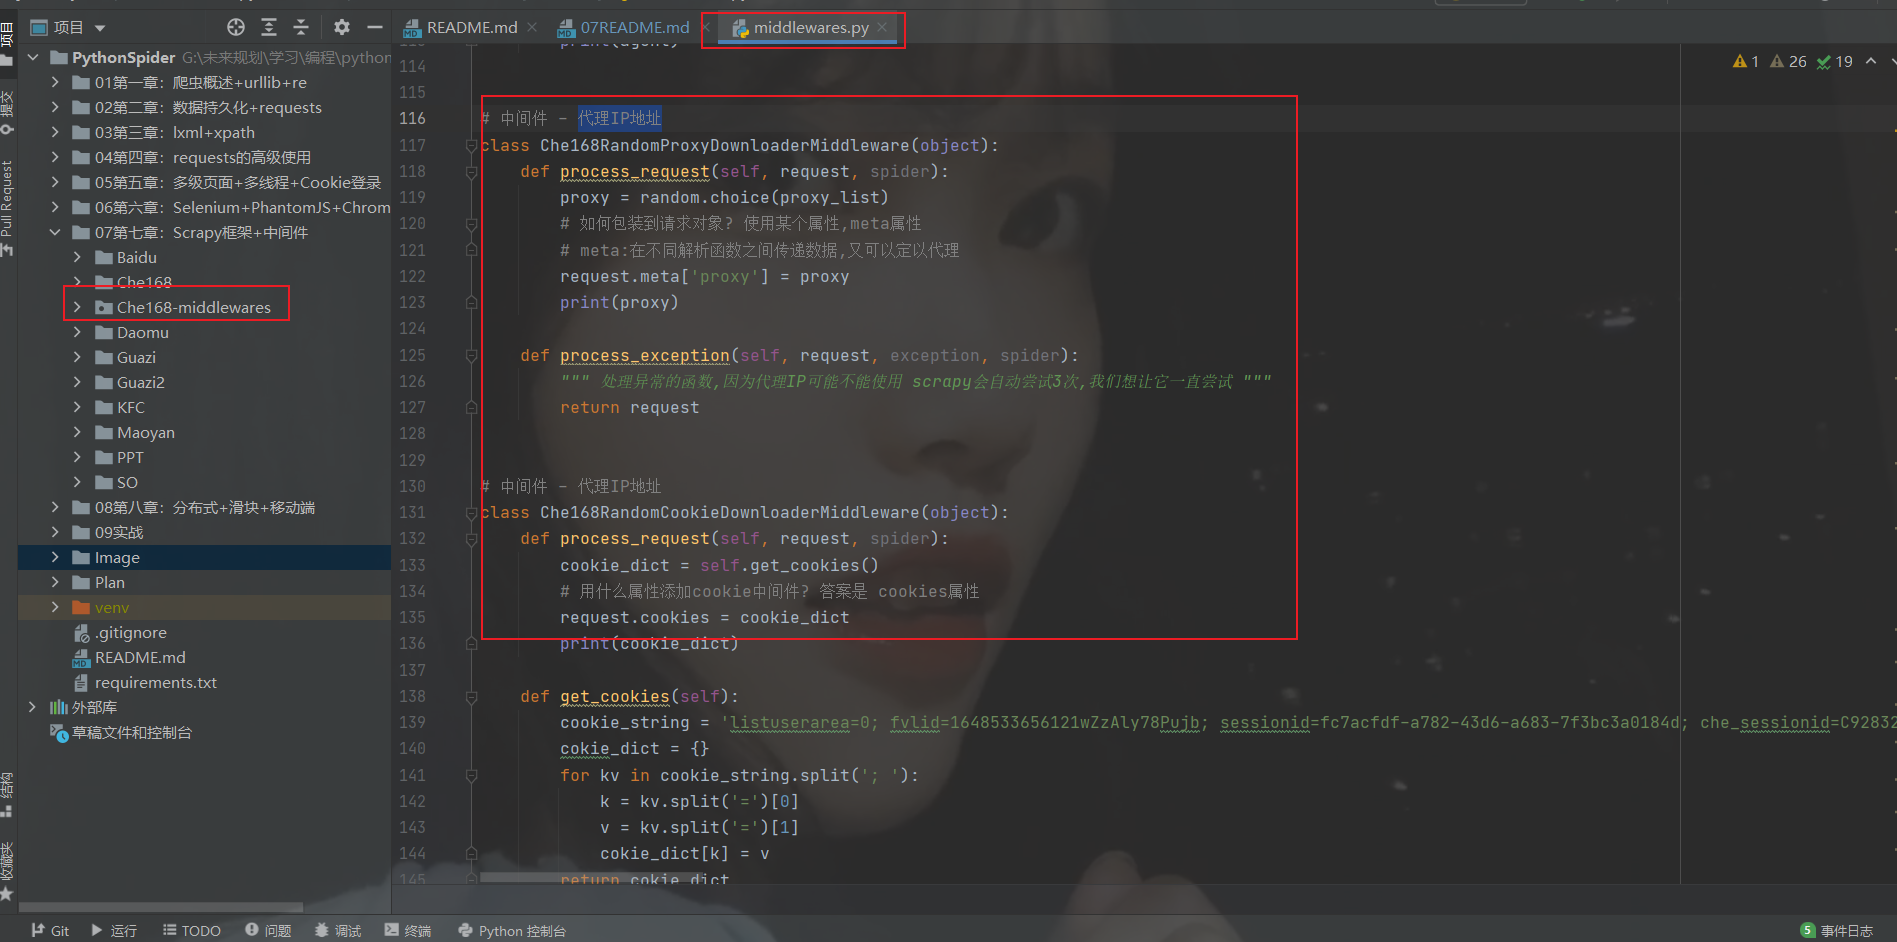 项目
README.md
07README.md
middlewares.py
PythonSpider G:\未来规划\学习\编程\python
01第一章：爬虫概述+urllib+re
02第二章：数据持久化+requests
03第三章：lxml+xpath
04第四章：requests的高级使用
05第五章：多级页面+多线程+Cookie登录
06第六章：Selenium+PhantomJS+Chrom
07第七章：Scrapy框架+中间件
Baidu
Che168
Che168-middlewares
Daomu
Guazi
Guazi2
KFC
Maoyan
PPT
SO
08第八章：分布式+滑块+移动端
09实战
Image
Plan
venv
.gitignore
README.md
requirements.txt
外部库
草稿文件和控制台
项目
提交
Pull Request
结构
收藏夹
1 26 19
113 print(agent)
114
115
116 # 中间件 - 代理IP地址
117 class Che168RandomProxyDownloaderMiddleware(object):
118 def process_request(self, request, spider):
119 proxy = random.choice(proxy_list)
120 # 如何包装到请求对象? 使用某个属性,meta属性
121 # meta:在不同解析函数之间传递数据,又可以定以代理
122 request.meta['proxy'] = proxy
123 print(proxy)
124
125 def process_exception(self, request, exception, spider):
126 """ 处理异常的函数,因为代理IP可能不能使用 scrapy会自动尝试3次,我们想让它一直尝试 """
127 return request
128
129
130 # 中间件 - 代理IP地址
131 class Che168RandomCookieDownloaderMiddleware(object):
132 def process_request(self, request, spider):
133 cookie_dict = self.get_cookies()
134 # 用什么属性添加cookie中间件? 答案是 cookies属性
135 request.cookies = cookie_dict
136 print(cookie_dict)
137
138 def get_cookies(self):
139 cookie_string = 'listuserarea=0; fvlid=1648533656121wZzAly78Pujb; sessionid=fc7acfdf-a782-43d6-a683-7f3bc3a0184d; che_sessionid=C92832
140 cokie_dict = {}
141 for kv in cookie_string.split('; '):
142 k = kv.split('=')[0]
143 v = kv.split('=')[1]
144 cokie_dict[k] = v
145 return cokie_dict
Git
运行
TODO
问题
调试
终端
Python 控制台
5 事件日志